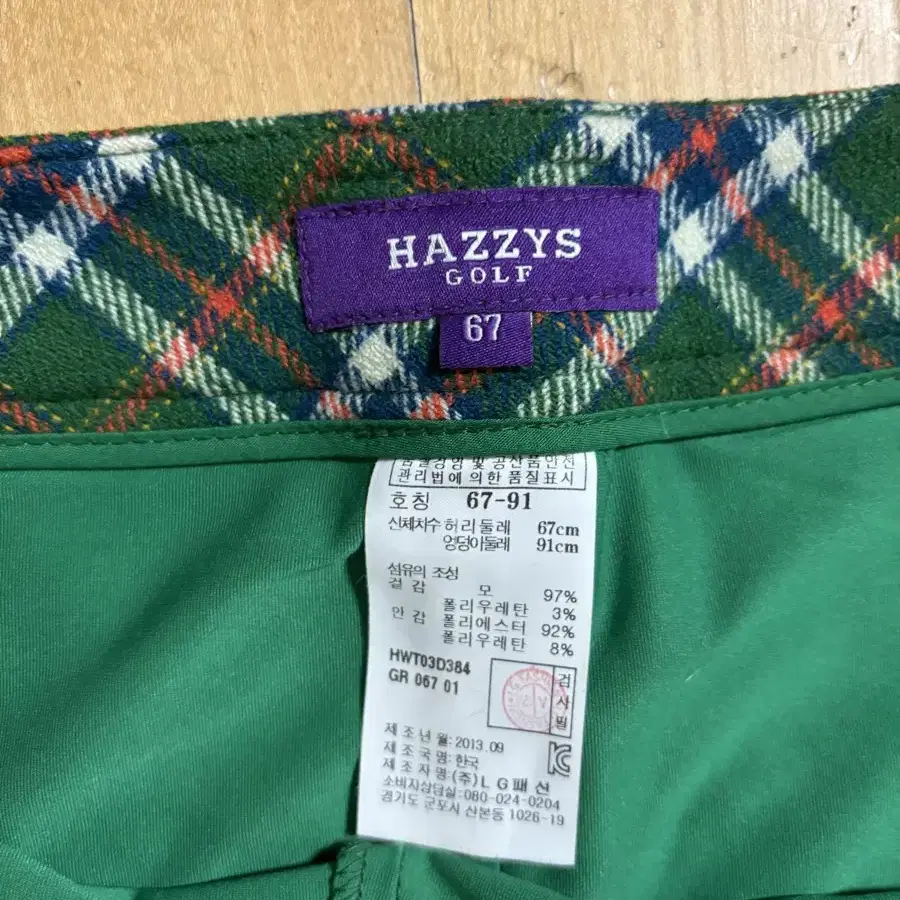 HAZZYS
GOLF
67
품질경영 및 공산품안전
관리법에 의한 품질표시
호칭 67-91
신체치수 허리둘레 67cm
엉덩이둘레 91cm
섬유의 조성
겉감 모 97%
폴리우레탄 3%
안감 폴리에스터 92%
폴리우레탄 8%
HWT03D384
GR 067 01
검사필
제조년월:2013.09
제조국명:한국
제조자명:(주)LG패션
소비자상담실:080-024-0204
경기도 군포시 산본동 1026-19